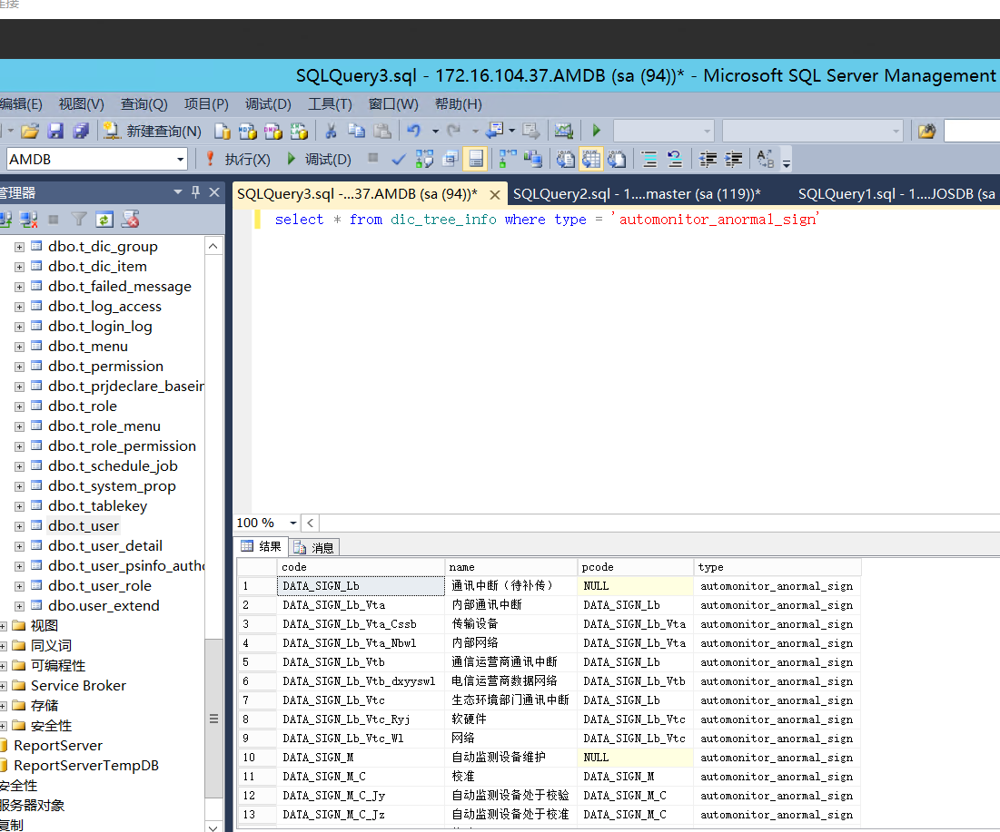 连接
SQLQuery3.sql - 172.16.104.37.AMDB (sa (94))* - Microsoft SQL Server Management
编辑(E) 视图(V) 查询(Q) 项目(P) 调试(D) 工具(T) 窗口(W) 帮助(H)
新建查询(N)
AMDB 执行(X) 调试(D)
管理器
SQLQuery3.sql -...37.AMDB (sa (94))* SQLQuery2.sql - 1....master (sa (119))* SQLQuery1.sql - 1....JOSDB (sa
select * from dic_tree_info where type = 'automonitor_anormal_sign'
dbo.t_dic_group
dbo.t_dic_item
dbo.t_failed_message
dbo.t_log_access
dbo.t_login_log
dbo.t_menu
dbo.t_permission
dbo.t_prjdeclare_basein
dbo.t_role
dbo.t_role_menu
dbo.t_role_permission
dbo.t_schedule_job
dbo.t_system_prop
dbo.t_tablekey
dbo.t_user
dbo.t_user_detail
dbo.t_user_psinfo_autho
dbo.t_user_role
dbo.user_extend
视图
同义词
可编程性
Service Broker
存储
安全性
ReportServer
ReportServerTempDB
安全性
服务器对象
复制
100 %
结果 消息
code name pcode type
1 DATA_SIGN_Lb 通讯中断（待补传） NULL automonitor_anormal_sign
2 DATA_SIGN_Lb_Vta 内部通讯中断 DATA_SIGN_Lb automonitor_anormal_sign
3 DATA_SIGN_Lb_Vta_Cssb 传输设备 DATA_SIGN_Lb_Vta automonitor_anormal_sign
4 DATA_SIGN_Lb_Vta_Nbwl 内部网络 DATA_SIGN_Lb_Vta automonitor_anormal_sign
5 DATA_SIGN_Lb_Vtb 通信运营商通讯中断 DATA_SIGN_Lb automonitor_anormal_sign
6 DATA_SIGN_Lb_Vtb_dxyyswl 电信运营商数据网络 DATA_SIGN_Lb_Vtb automonitor_anormal_sign
7 DATA_SIGN_Lb_Vtc 生态环境部门通讯中断 DATA_SIGN_Lb automonitor_anormal_sign
8 DATA_SIGN_Lb_Vtc_Ryj 软硬件 DATA_SIGN_Lb_Vtc automonitor_anormal_sign
9 DATA_SIGN_Lb_Vtc_Wl 网络 DATA_SIGN_Lb_Vtc automonitor_anormal_sign
10 DATA_SIGN_M 自动监测设备维护 NULL automonitor_anormal_sign
11 DATA_SIGN_M_C 校准 DATA_SIGN_M automonitor_anormal_sign
12 DATA_SIGN_M_C_Jy 自动监测设备处于校验 DATA_SIGN_M_C automonitor_anormal_sign
13 DATA_SIGN_M_C_Jz 自动监测设备处于校准 DATA_SIGN_M_C automonitor_anormal_sign